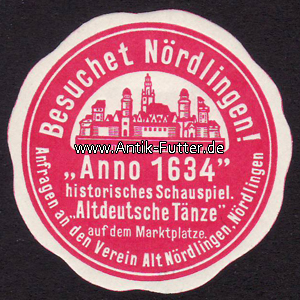 Besuchet Nördlingen!
www.Antik-Futter.de
„Anno 1634”
historisches Schauspiel.
„Altdeutsche Tänze”
auf dem Marktplatze.
Anfragen an den Verein Alt Nördlingen, Nördlingen